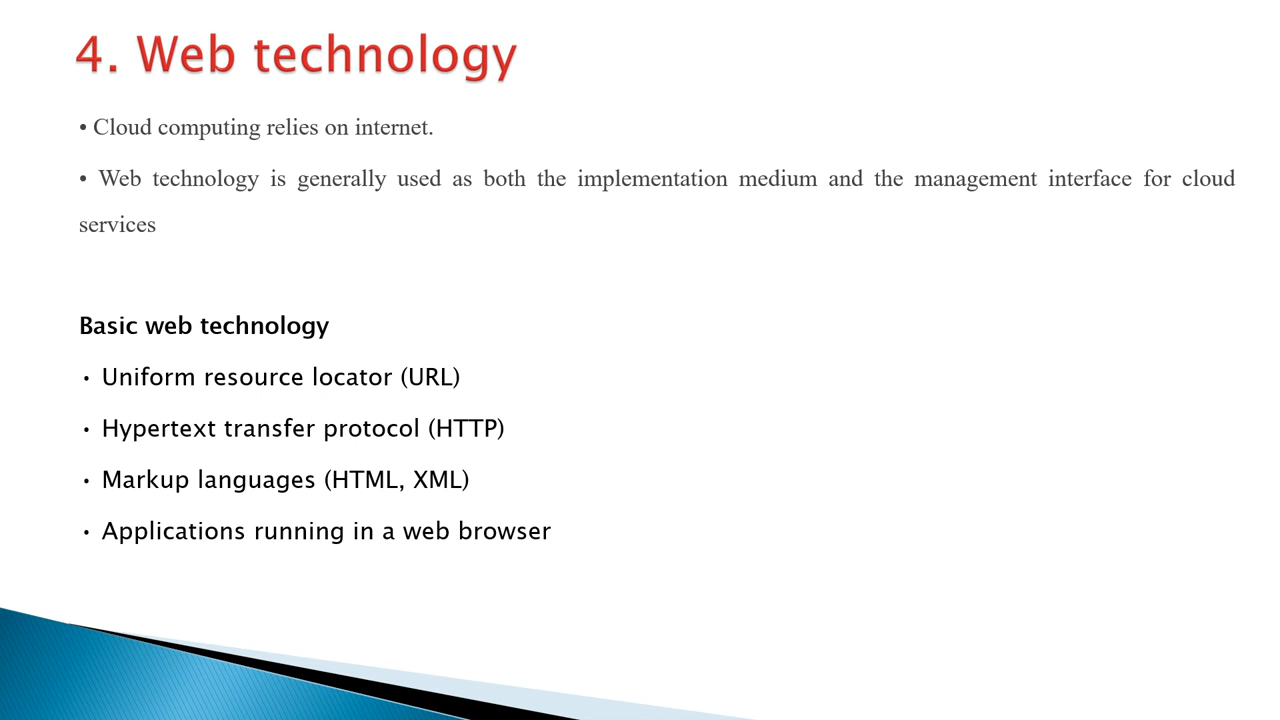 4. Web technology
• Cloud computing relies on internet.
• Web technology is generally used as both the implementation medium and the management interface for cloud
services
Basic web technology
• Uniform resource locator (URL)
• Hypertext transfer protocol (HTTP)
• Markup languages (HTML, XML)
• Applications running in a web browser